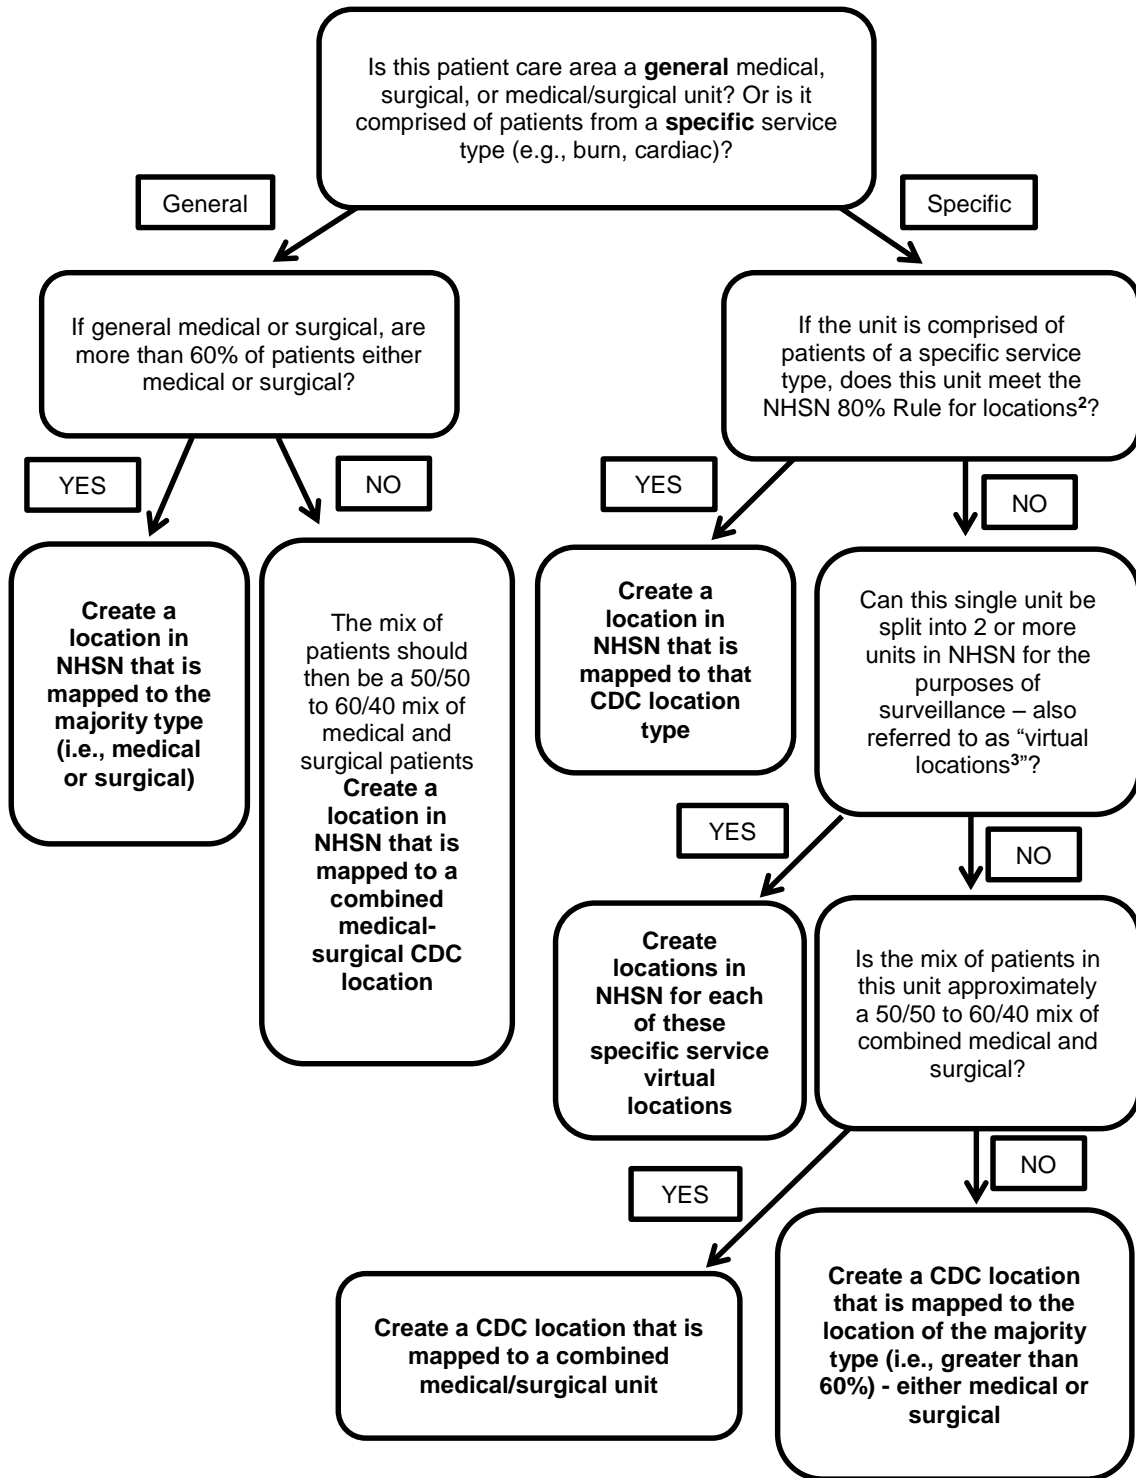 Is this patient care area a general medical,
surgical, or medical/surgical unit? Or is it
comprised of patients from a specific service
type (e.g., burn, cardiac)?
General
Specific
If general medical or surgical, are
more than 60% of patients either
medical or surgical?
If the unit is comprised of
patients of a specific service
type, does this unit meet the
NHSN 80% Rule for locations²?
YES
NO
YES
NO
Create a
location in
NHSN that is
mapped to the
majority type
(i.e., medical
or surgical)
The mix of
patients should
then be a 50/50
to 60/40 mix of
medical and
surgical patients
Create a
location in
NHSN that is
mapped to a
combined
medical-
surgical CDC
location
Create a
location in
NHSN that is
mapped to that
CDC location
type
Can this single unit be
split into 2 or more
units in NHSN for the
purposes of
surveillance – also
referred to as “virtual
locations³”?
YES
NO
Create
locations in
NHSN for each
of these
specific service
virtual
locations
Is the mix of patients in
this unit approximately
a 50/50 to 60/40 mix of
combined medical and
surgical?
YES
NO
Create a CDC location that is
mapped to a combined
medical/surgical unit
Create a CDC location
that is mapped to the
location of the majority
type (i.e., greater than
60%) - either medical or
surgical